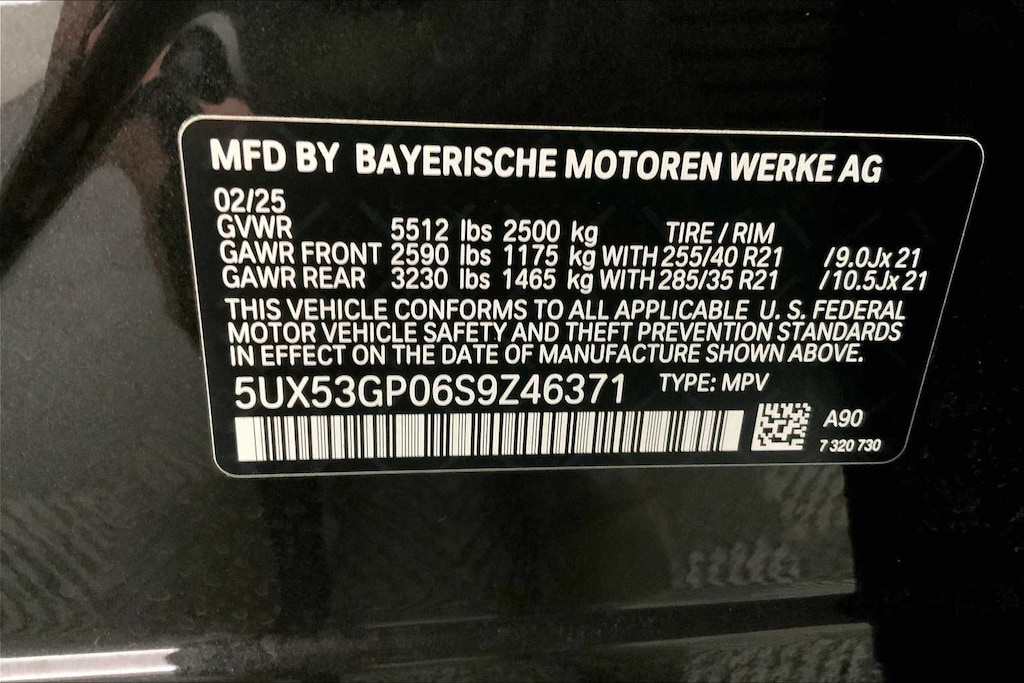 MFD BY BAYERISCHE MOTOREN WERKE AG
02/25
GVWR 5512 lbs 2500 kg TIRE / RIM
GAWR FRONT 2590 lbs 1175 kg WITH 255/40 R21 /9.0Jx21
GAWR REAR 3230 lbs 1465 kg WITH 285/35 R21 /10.5Jx21
THIS VEHICLE CONFORMS TO ALL APPLICABLE U. S. FEDERAL
MOTOR VEHICLE SAFETY AND THEFT PREVENTION STANDARDS
IN EFFECT ON THE DATE OF MANUFACTURE SHOWN ABOVE.
5UX53GP06S9Z46371 TYPE: MPV
A90
7 320 730